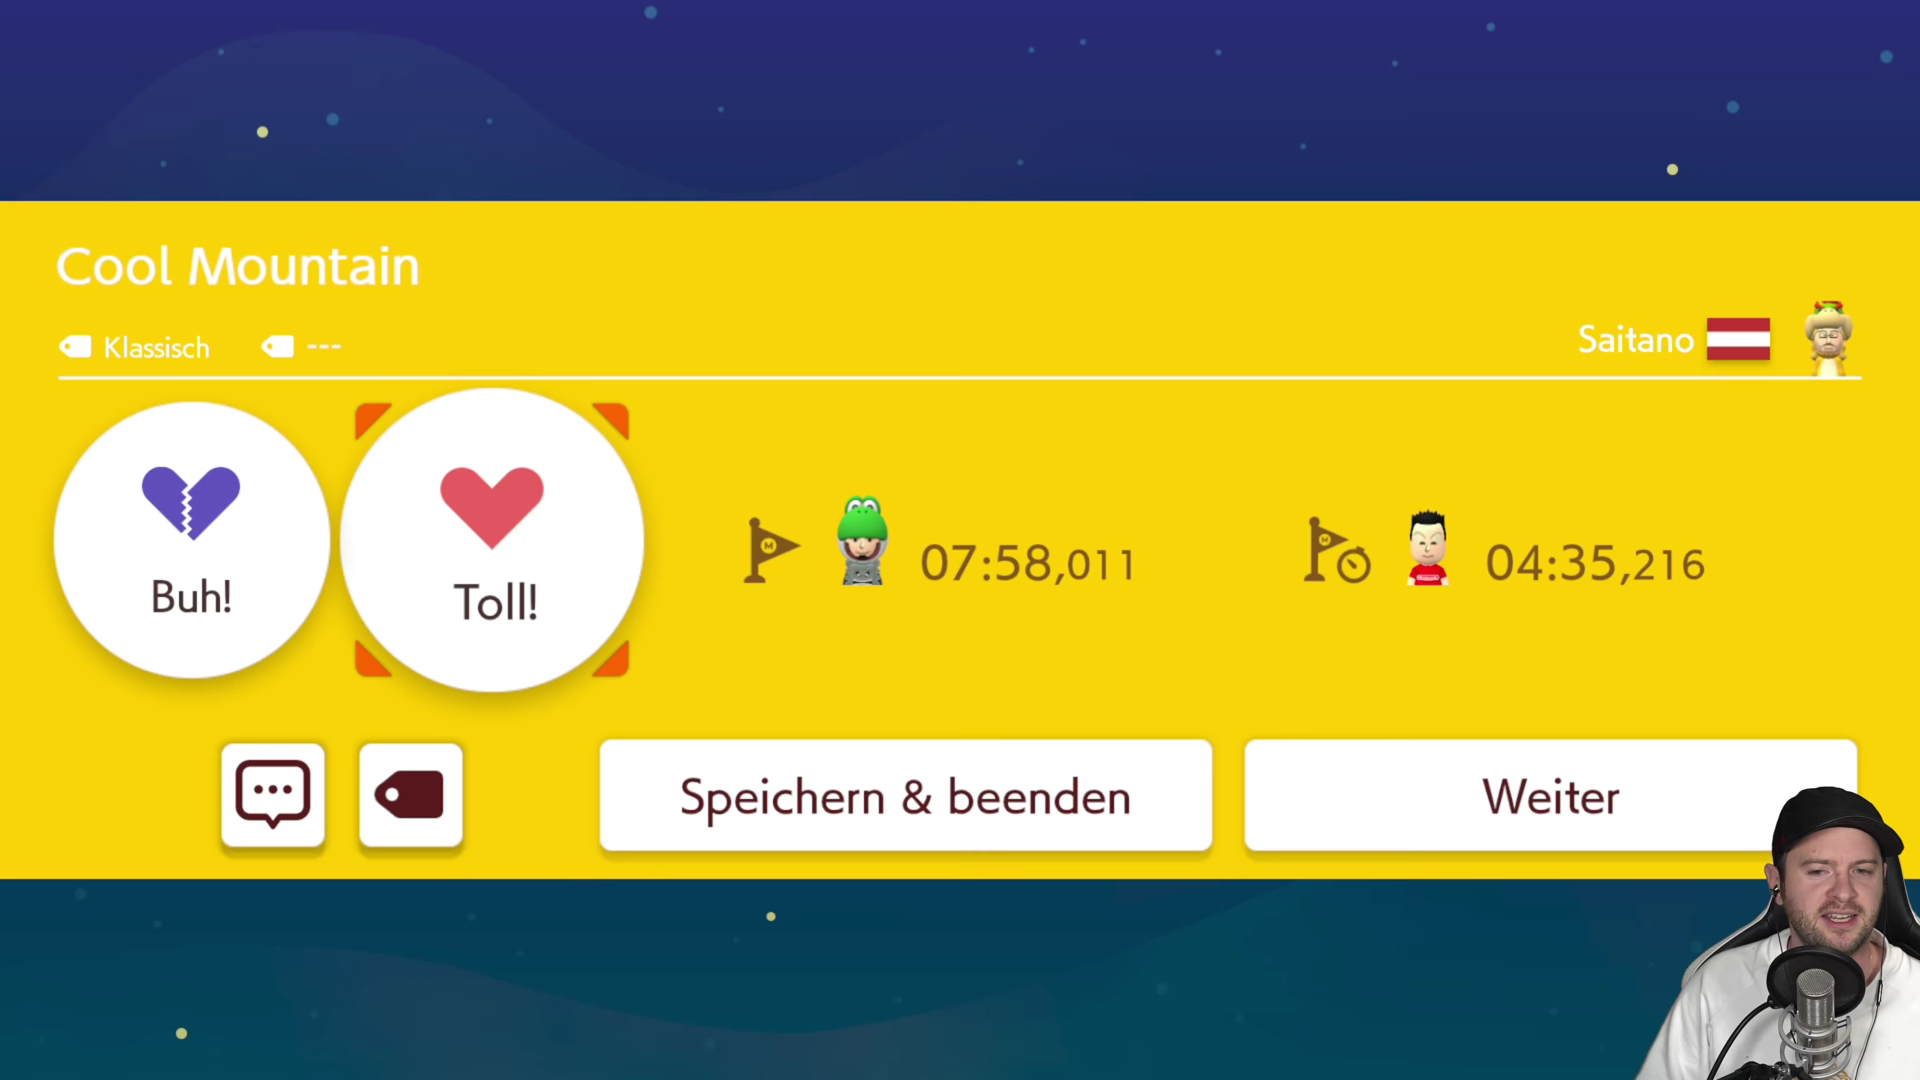 Cool Mountain
Klassisch ---
Saitano
Buh!
Toll!
M
07:58,011
M
04:35,216
Speichern & beenden
Weiter